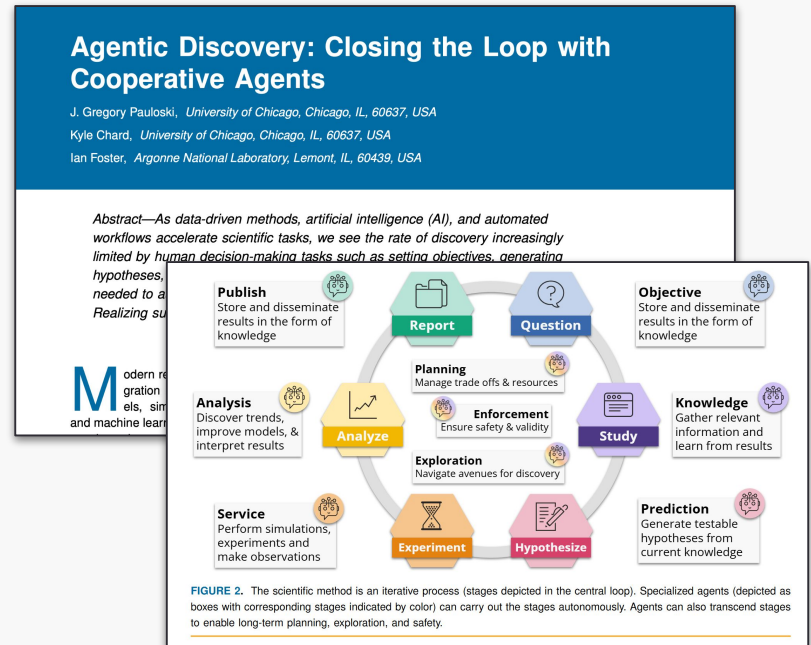 Agentic Discovery: Closing the Loop with
Cooperative Agents
J. Gregory Pauloski, University of Chicago, Chicago, IL, 60637, USA
Kyle Chard, University of Chicago, Chicago, IL, 60637, USA
Ian Foster, Argonne National Laboratory, Lemont, IL, 60439, USA
Abstract—As data-driven methods, artificial intelligence (AI), and automated
workflows accelerate scientific tasks, we see the rate of discovery increasingly
limited by human decision-making tasks such as setting objectives, generating
hypotheses,
needed to a
Realizing su
Modern re
gration
els, sim
and machine learn
Publish
Store and disseminate
results in the form of
knowledge
Report
Question
Objective
Store and disseminate
results in the form of
knowledge
Planning
Manage trade offs & resources
Analysis
Discover trends,
improve models, &
interpret results
Analyze
Enforcement
Ensure safety & validity
Study
Knowledge
Gather relevant
information and
learn from results
Exploration
Navigate avenues for discovery
Service
Perform simulations,
experiments and
make observations
Experiment
Hypothesize
Prediction
Generate testable
hypotheses from
current knowledge
FIGURE 2. The scientific method is an iterative process (stages depicted in the central loop). Specialized agents (depicted as
boxes with corresponding stages indicated by color) can carry out the stages autonomously. Agents can also transcend stages
to enable long-term planning, exploration, and safety.